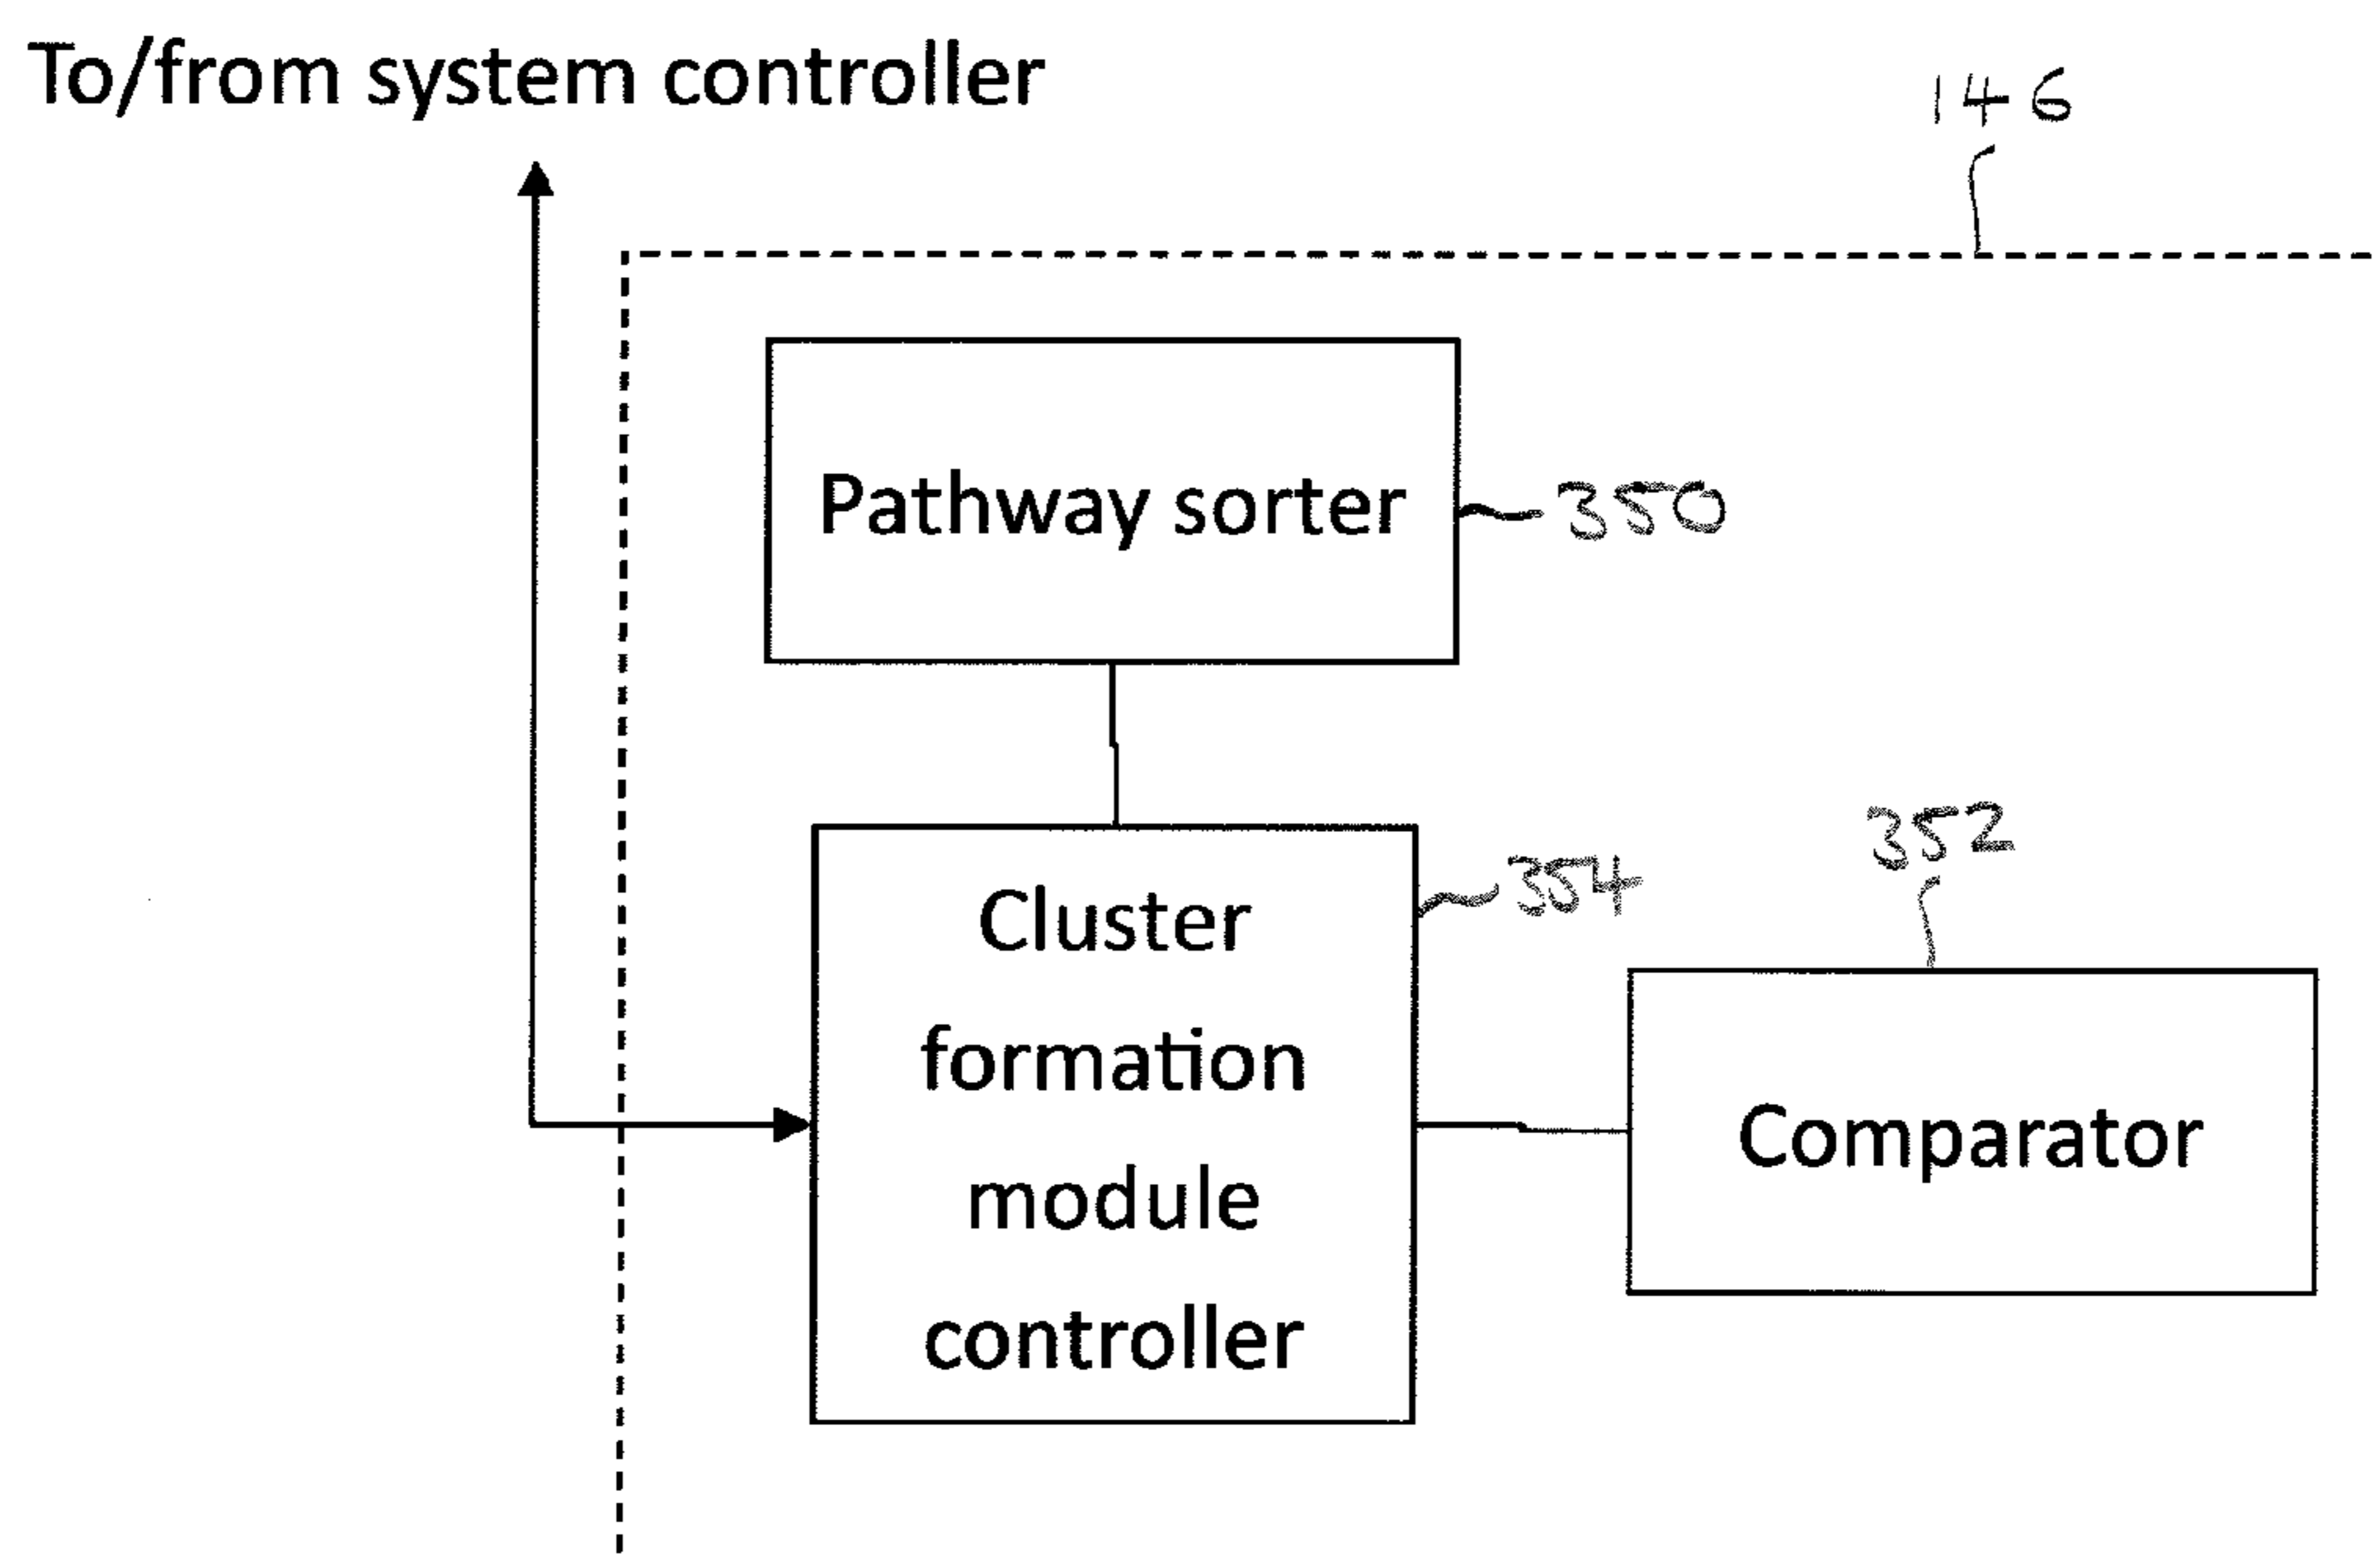 To/from system controller
146
Pathway sorter
350
Cluster
formation
module
controller
354
352
Comparator